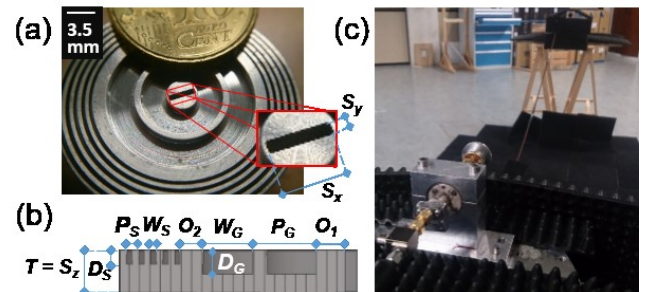 (a)
3.5
mm
S_y
S_x
(b)
P_S W_S O_2 W_G P_G O_1
T = S_z D_S D_G
(c)